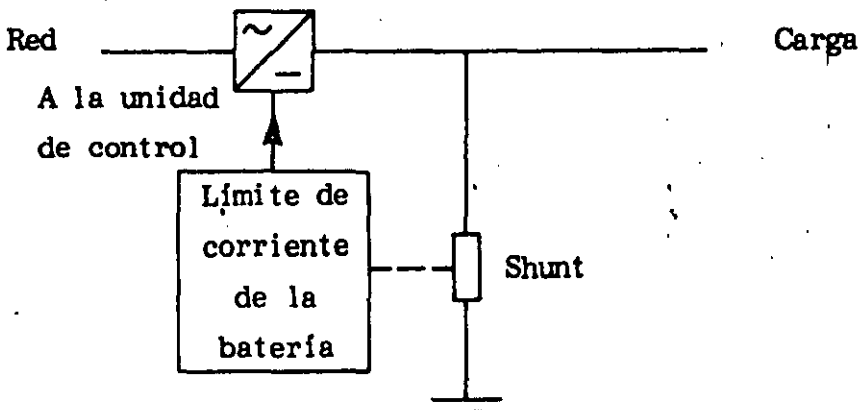 Red
Carga
A la unidad
de control
Límite de
corriente
de la
batería
Shunt